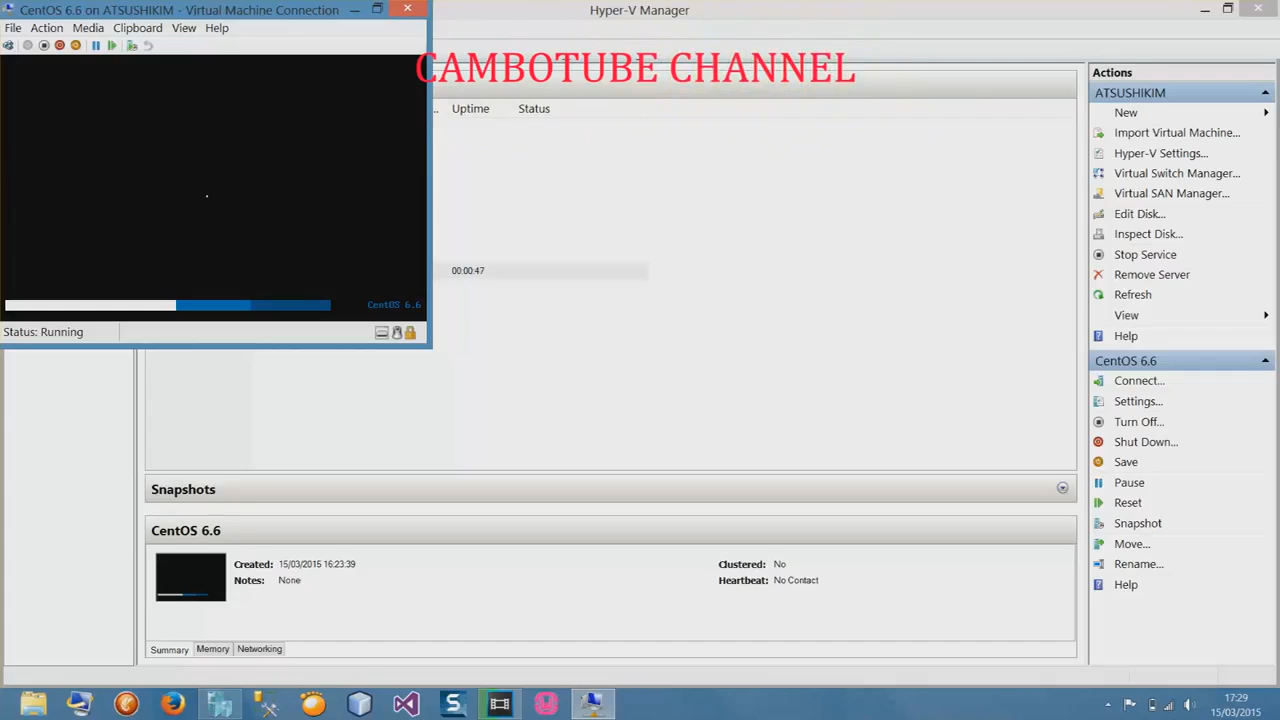 CentOS 6.6 on ATSUSHIKIM - Virtual Machine Connection
File Action Media Clipboard View Help
CentOS 6.6
Status: Running
Hyper-V Manager
CAMBOTUBE CHANNEL
.. Uptime Status
00:00:47
Snapshots
CentOS 6.6
Created: 15/03/2015 16:23:39
Notes: None
Clustered: No
Heartbeat: No Contact
Summary Memory Networking
Actions
ATSUSHIKIM
New
Import Virtual Machine...
Hyper-V Settings...
Virtual Switch Manager...
Virtual SAN Manager...
Edit Disk...
Inspect Disk...
Stop Service
Remove Server
Refresh
View
Help
CentOS 6.6
Connect...
Settings...
Turn Off...
Shut Down...
Save
Pause
Reset
Snapshot
Move...
Rename...
Help
17:29
15/03/2015